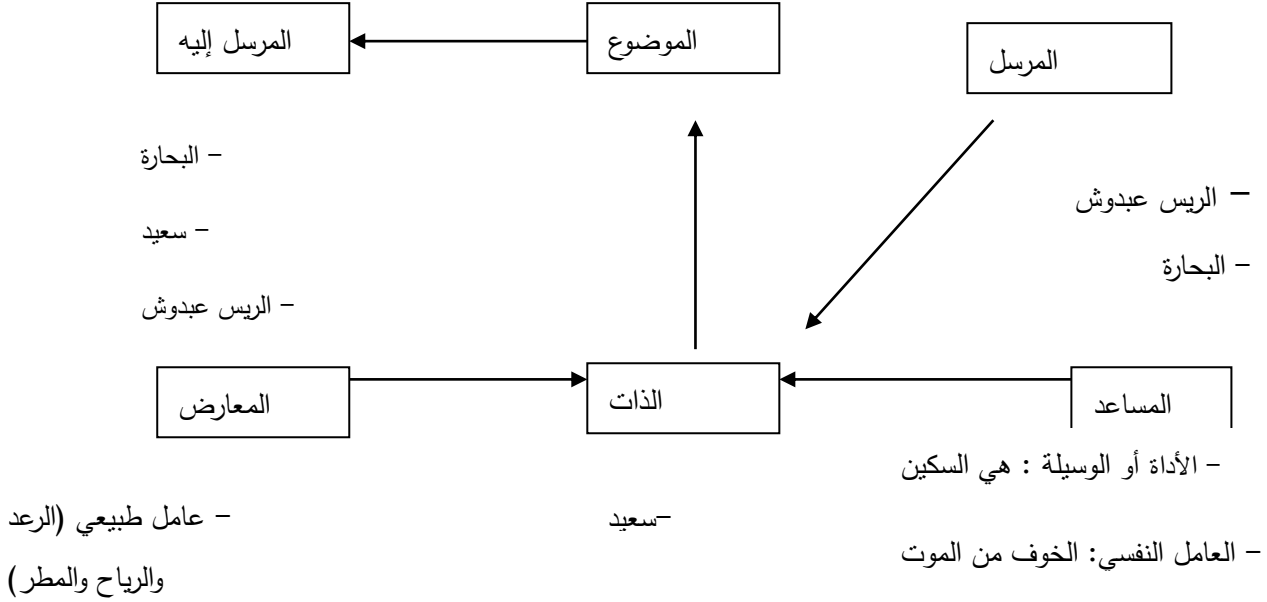 المرسل
الموضوع
المرسل إليه
– الريس عبدوش
– البحارة
– البحارة
– سعيد
– الريس عبدوش
المساعد
الذات
المعارض
– الأداة أو الوسيلة : هي السكين
– العامل النفسي: الخوف من الموت
–سعيد
– عامل طبيعي (الرعد
والرياح والمطر)